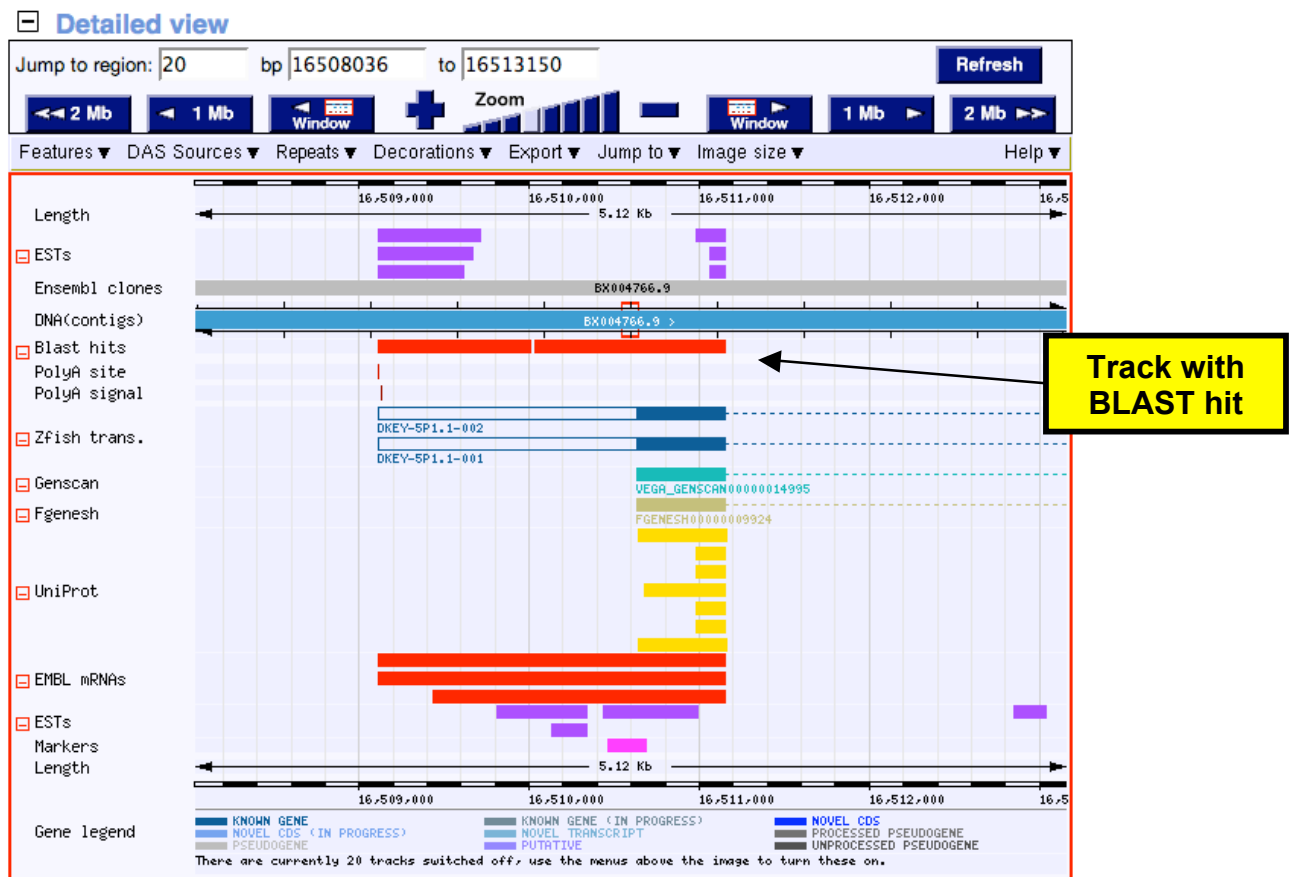 Detailed view
Jump to region: 20 bp 16508036 to 16513150 Refresh
2 Mb 1 Mb Window Zoom Window 1 Mb 2 Mb
Features DAS Sources Repeats Decorations Export Jump to Image size Help
16,509,000 16,510,000 16,511,000 16,512,000 16,5
Length 5.12 Kb
ESTs
Ensembl clones BX004766.9
DNA(contigs) BX004766.9 >
Blast hits
PolyA site
PolyA signal
Track with
BLAST hit
DKEY-5P1.1-002
Zfish trans.
DKEY-5P1.1-001
Genscan
VEGA_GENSCAN00000014995
Fgenesh
FGENESH00000009924
UniProt
EMBL mRNAs
ESTs
Markers
Length 5.12 Kb
16,509,000 16,510,000 16,511,000 16,512,000 16,5
Gene legend
KNOWN GENE KNOWN GENE (IN PROGRESS) NOVEL CDS
NOVEL CDS (IN PROGRESS) NOVEL TRANSCRIPT PROCESSED PSEUDOGENE
PSEUDOGENE PUTATIVE UNPROCESSED PSEUDOGENE
There are currently 20 tracks switched off, use the menus above the image to turn these on.